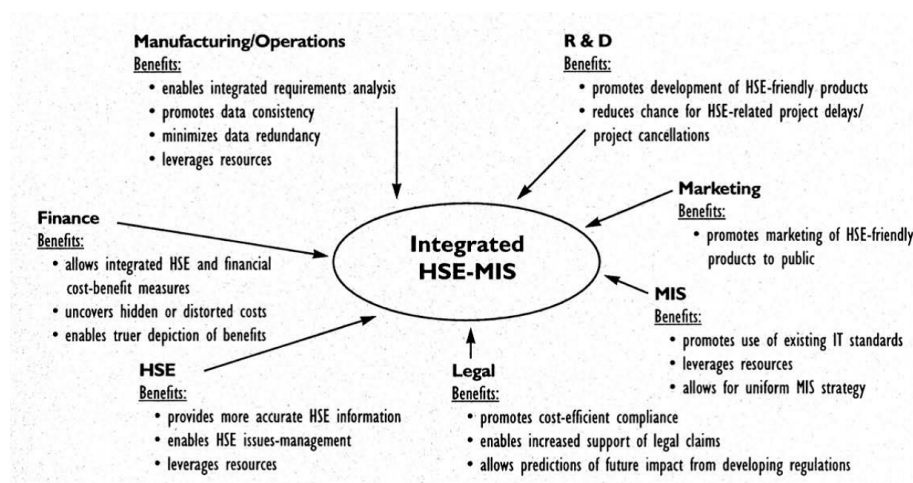 Manufacturing/Operations
Benefits:
• enables integrated requirements analysis
• promotes data consistency
• minimizes data redundancy
• leverages resources
R & D
Benefits:
• promotes development of HSE-friendly products
• reduces chance for HSE-related project delays/
project cancellations
Marketing
Benefits:
• promotes marketing of HSE-friendly
products to public
Finance
Benefits:
• allows integrated HSE and financial
cost-benefit measures
• uncovers hidden or distorted costs
• enables truer depiction of benefits
Integrated
HSE-MIS
MIS
Benefits:
• promotes use of existing IT standards
• leverages resources
• allows for uniform MIS strategy
HSE
Benefits:
• provides more accurate HSE information
• enables HSE issues-management
• leverages resources
Legal
Benefits:
• promotes cost-efficient compliance
• enables increased support of legal claims
• allows predictions of future impact from developing regulations